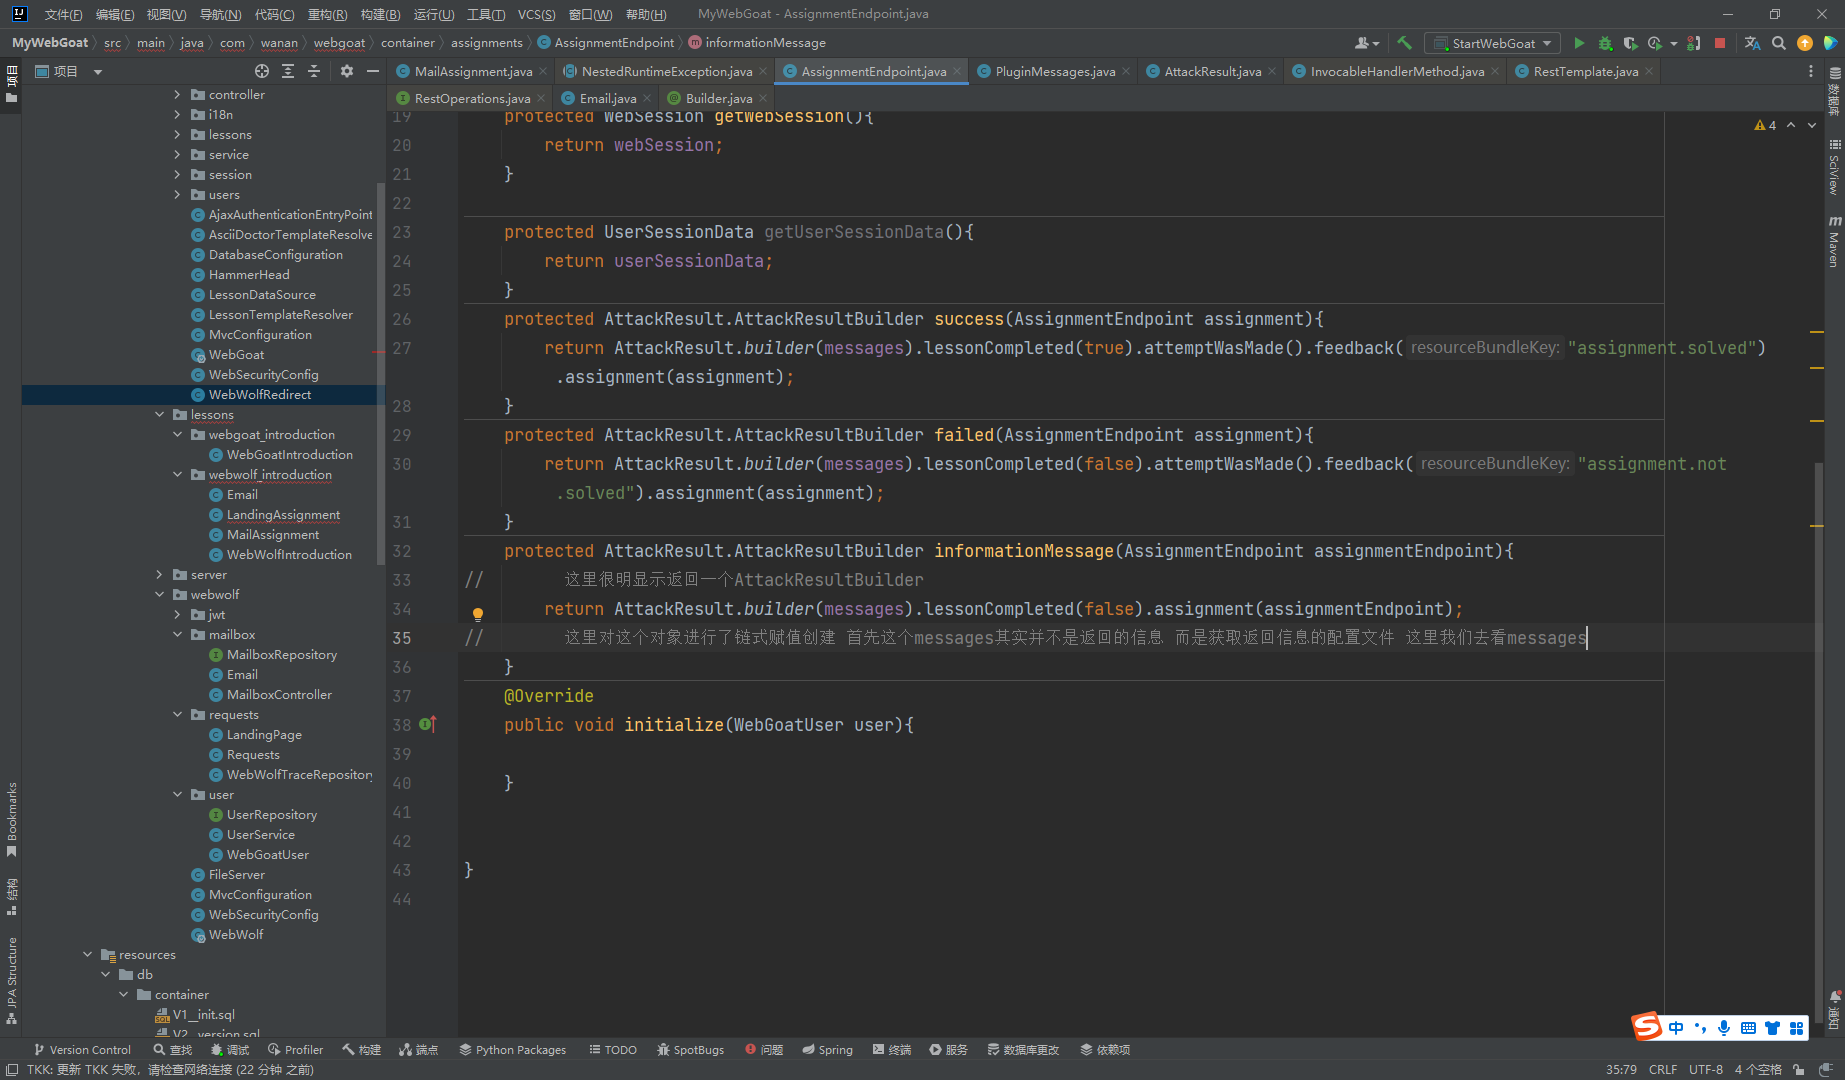 文件(F) 编辑(E) 视图(V) 导航(N) 代码(C) 重构(R) 构建(B) 运行(U) 工具(T) VCS(S) 窗口(W) 帮助(H) MyWebGoat - AssignmentEndpoint.java
MyWebGoat src main java com wanan webgoat container assignments AssignmentEndpoint informationMessage StartWebGoat
项目
MailAssignment.java NestedRuntimeException.java AssignmentEndpoint.java PluginMessages.java AttackResult.java InvocableHandlerMethod.java RestTemplate.java
RestOperations.java Email.java Builder.java
项目
Bookmarks
结构
JPA Structure
controller
i18n
lessons
service
session
users
AjaxAuthenticationEntryPoint
AsciiDoctorTemplateResolve
DatabaseConfiguration
HammerHead
LessonDataSource
LessonTemplateResolver
MvcConfiguration
WebGoat
WebSecurityConfig
WebWolfRedirect
lessons
webgoat_introduction
WebGoatIntroduction
webwolf_introduction
Email
LandingAssignment
MailAssignment
WebWolfIntroduction
server
webwolf
jwt
mailbox
MailboxRepository
Email
MailboxController
requests
LandingPage
Requests
WebWolfTraceRepository
user
UserRepository
UserService
WebGoatUser
FileServer
MvcConfiguration
WebSecurityConfig
WebWolf
resources
db
container
V1__init.sql
V2__version.sql
4
19 protected WebSession getWebSession(){
20 return webSession;
21 }
22
23 protected UserSessionData getUserSessionData(){
24 return userSessionData;
25 }
26 protected AttackResult.AttackResultBuilder success(AssignmentEndpoint assignment){
27 return AttackResult.builder(messages).lessonCompleted(true).attemptWasMade().feedback( resourceBundleKey: "assignment.solved")
.assignment(assignment);
28 }
29 protected AttackResult.AttackResultBuilder failed(AssignmentEndpoint assignment){
30 return AttackResult.builder(messages).lessonCompleted(false).attemptWasMade().feedback( resourceBundleKey: "assignment.not
.solved").assignment(assignment);
31 }
32 protected AttackResult.AttackResultBuilder informationMessage(AssignmentEndpoint assignmentEndpoint){
33 // 这里很明显示返回一个AttackResultBuilder
34 return AttackResult.builder(messages).lessonCompleted(false).assignment(assignmentEndpoint);
35 // 这里对这个对象进行了链式赋值创建 首先这个messages其实并不是返回的信息 而是获取返回信息的配置文件 这里我们去看messages
36 }
37 @Override
38 public void initialize(WebGoatUser user){
39
40 }
41
42
43 }
44
数据库
SciView
m Maven
通知
中
Version Control 查找 调试 Profiler 构建 端点 Python Packages TODO SpotBugs 问题 Spring 终端 服务 数据库更改 依赖项
TKK: 更新 TKK 失败，请检查网络连接 (22 分钟 之前) 35:79 CRLF UTF-8 4 个空格